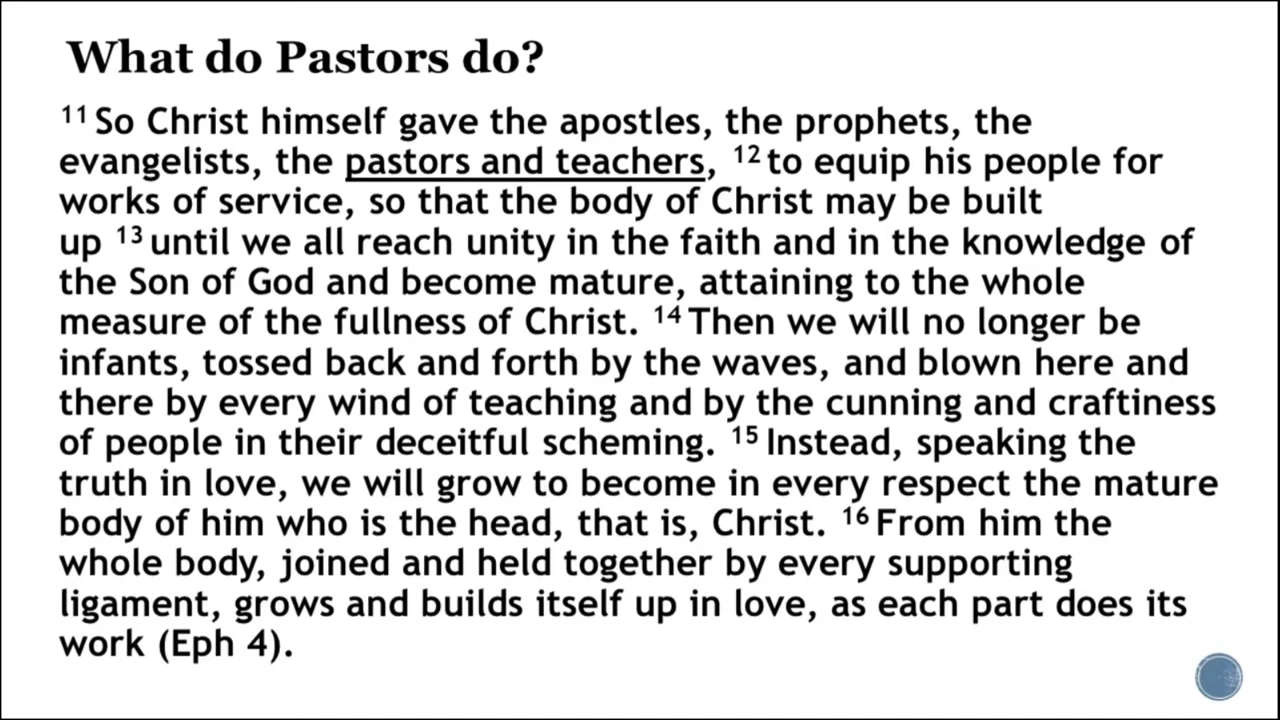 What do Pastors do?
¹¹ So Christ himself gave the apostles, the prophets, the
evangelists, the pastors and teachers, ¹² to equip his people for
works of service, so that the body of Christ may be built
up ¹³ until we all reach unity in the faith and in the knowledge of
the Son of God and become mature, attaining to the whole
measure of the fullness of Christ. ¹⁴ Then we will no longer be
infants, tossed back and forth by the waves, and blown here and
there by every wind of teaching and by the cunning and craftiness
of people in their deceitful scheming. ¹⁵ Instead, speaking the
truth in love, we will grow to become in every respect the mature
body of him who is the head, that is, Christ. ¹⁶ From him the
whole body, joined and held together by every supporting
ligament, grows and builds itself up in love, as each part does its
work (Eph 4).